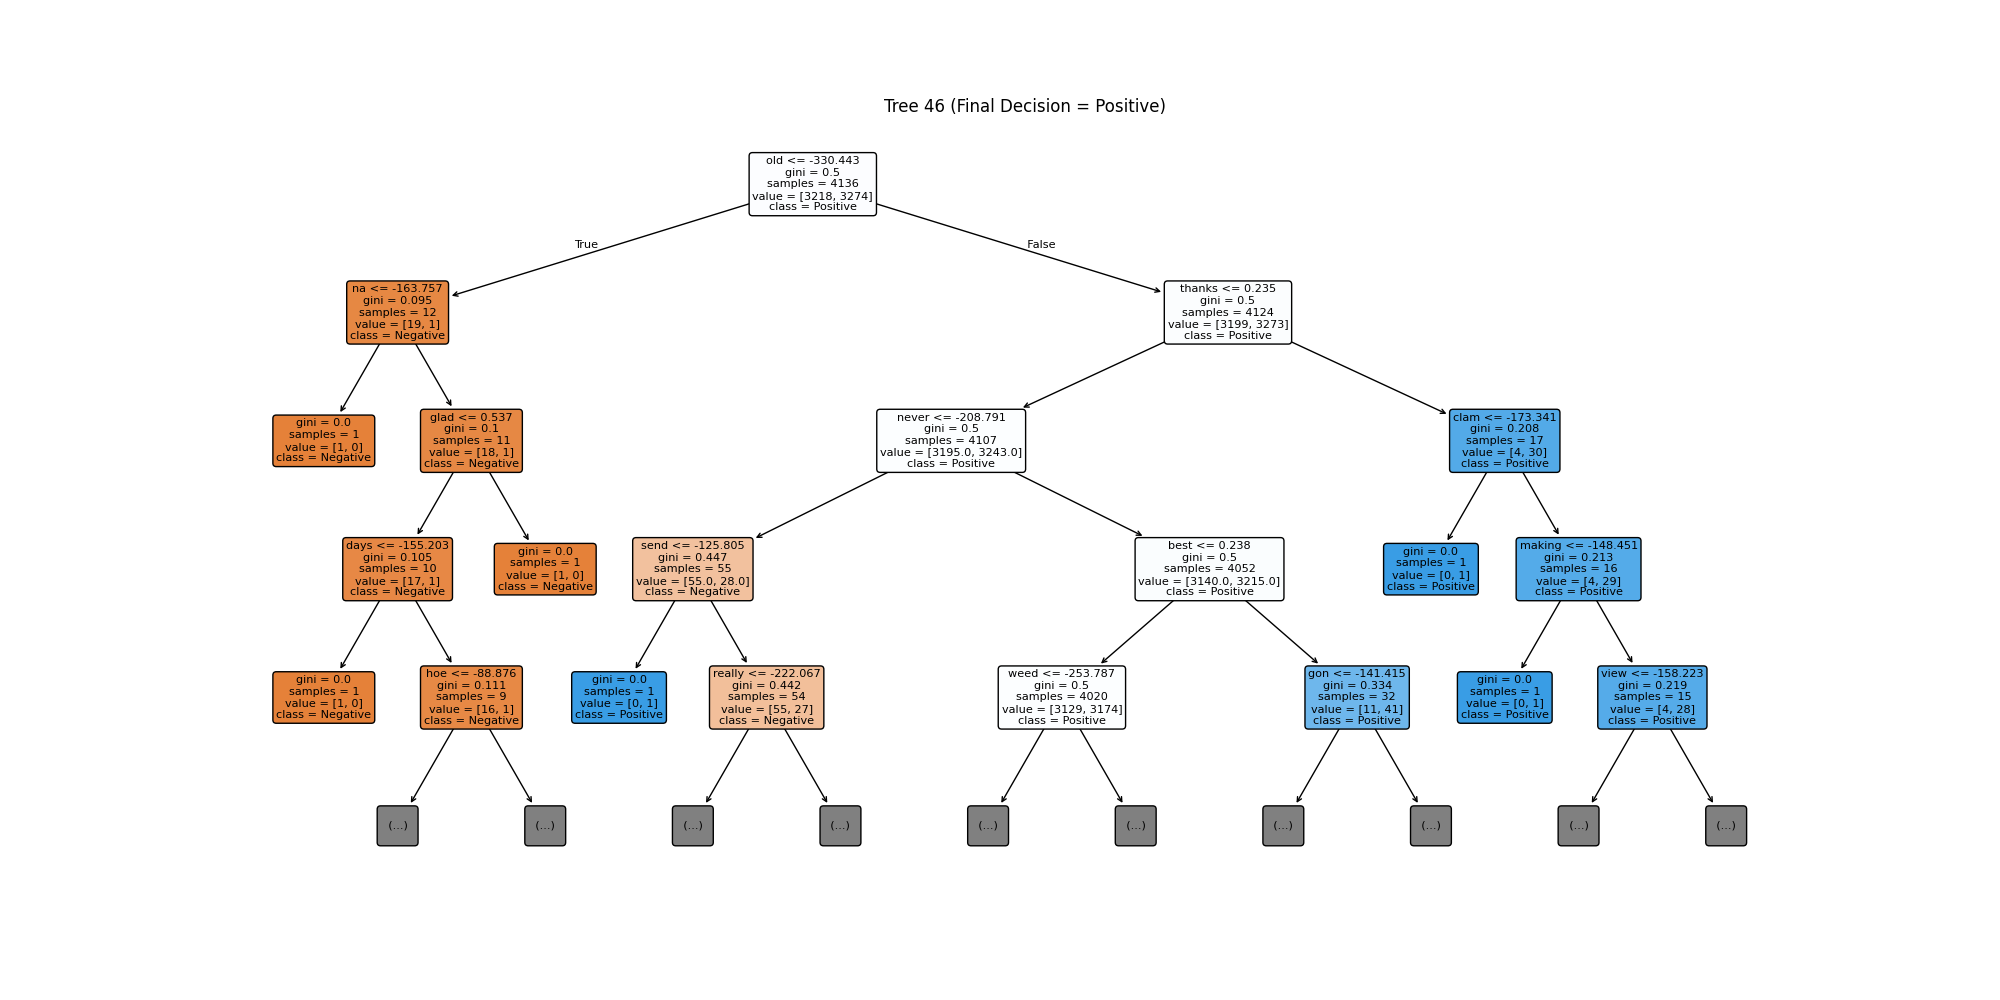 Tree 46 (Final Decision = Positive)
old <= -330.443
gini = 0.5
samples = 4136
value = [3218, 3274]
class = Positive
True
False
na <= -163.757
gini = 0.095
samples = 12
value = [19, 1]
class = Negative
thanks <= 0.235
gini = 0.5
samples = 4124
value = [3199, 3273]
class = Positive
gini = 0.0
samples = 1
value = [1, 0]
class = Negative
glad <= 0.537
gini = 0.1
samples = 11
value = [18, 1]
class = Negative
never <= -208.791
gini = 0.5
samples = 4107
value = [3195.0, 3243.0]
class = Positive
clam <= -173.341
gini = 0.208
samples = 17
value = [4, 30]
class = Positive
days <= -155.203
gini = 0.105
samples = 10
value = [17, 1]
class = Negative
gini = 0.0
samples = 1
value = [1, 0]
class = Negative
send <= -125.805
gini = 0.447
samples = 55
value = [55.0, 28.0]
class = Negative
best <= 0.238
gini = 0.5
samples = 4052
value = [3140.0, 3215.0]
class = Positive
gini = 0.0
samples = 1
value = [0, 1]
class = Positive
making <= -148.451
gini = 0.213
samples = 16
value = [4, 29]
class = Positive
gini = 0.0
samples = 1
value = [1, 0]
class = Negative
hoe <= -88.876
gini = 0.111
samples = 9
value = [16, 1]
class = Negative
gini = 0.0
samples = 1
value = [0, 1]
class = Positive
really <= -222.067
gini = 0.442
samples = 54
value = [55, 27]
class = Negative
weed <= -253.787
gini = 0.5
samples = 4020
value = [3129, 3174]
class = Positive
gon <= -141.415
gini = 0.334
samples = 32
value = [11, 41]
class = Positive
gini = 0.0
samples = 1
value = [0, 1]
class = Positive
view <= -158.223
gini = 0.219
samples = 15
value = [4, 28]
class = Positive
(...)
(...)
(...)
(...)
(...)
(...)
(...)
(...)
(...)
(...)